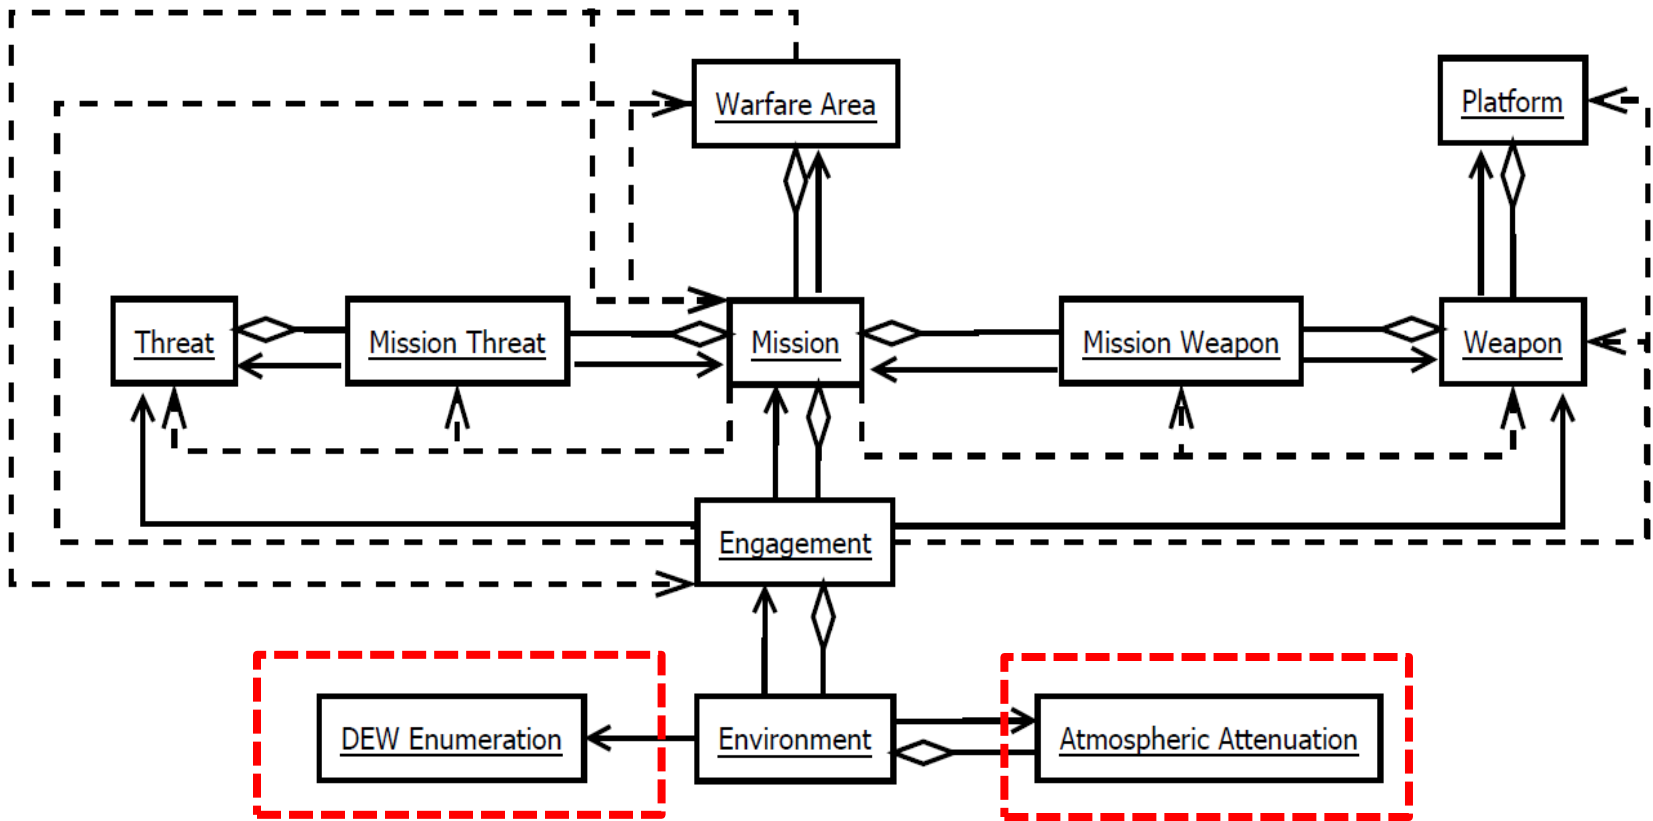 Warfare Area
Platform
Threat
Mission Threat
Mission
Mission Weapon
Weapon
Engagement
DEW Enumeration
Environment
Atmospheric Attenuation